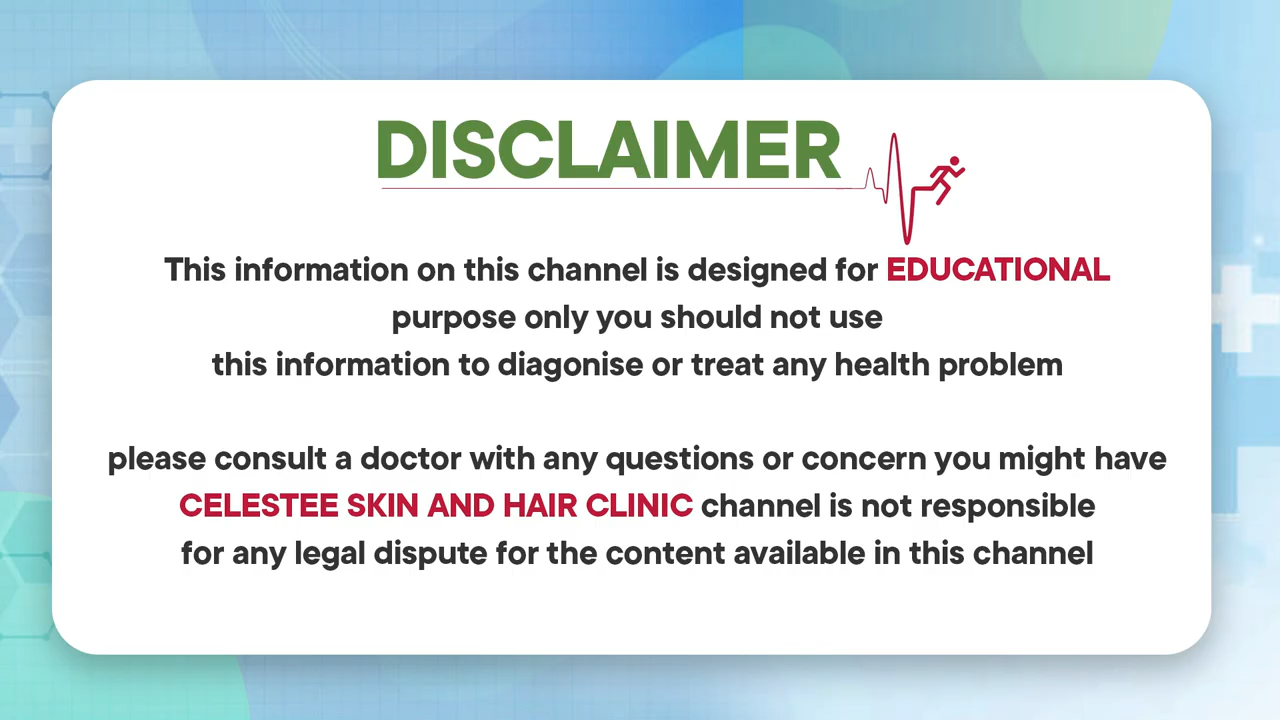 DISCLAIMER
This information on this channel is designed for EDUCATIONAL
purpose only you should not use
this information to diagonise or treat any health problem
please consult a doctor with any questions or concern you might have
CELESTEE SKIN AND HAIR CLINIC channel is not responsible
for any legal dispute for the content available in this channel